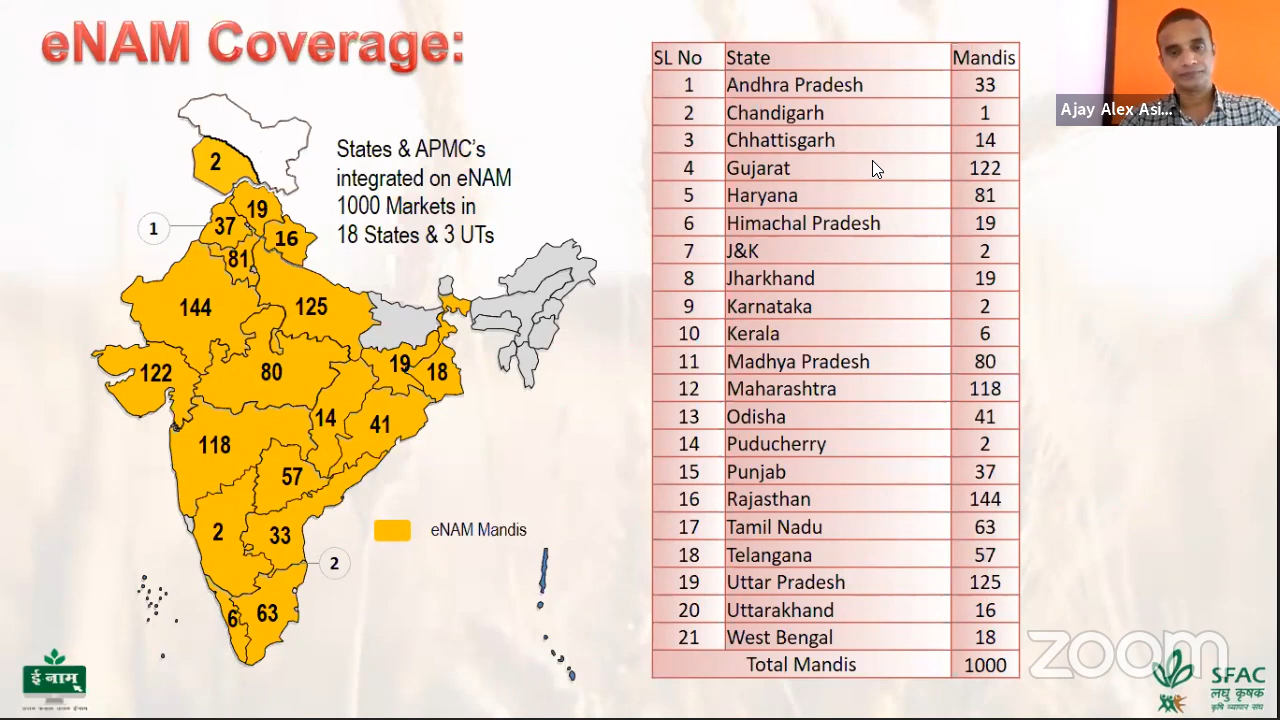 eNAM Coverage:
States & APMC's
integrated on eNAM
1000 Markets in
18 States & 3 UTs
2
19
37
1
16
81
144
125
122
80
19
18
14
41
118
57
2
33
2
6
63
eNAM Mandis
SL No State Mandis
1 Andhra Pradesh 33
2 Chandigarh 1
3 Chhattisgarh 14
4 Gujarat 122
5 Haryana 81
6 Himachal Pradesh 19
7 J&K 2
8 Jharkhand 19
9 Karnataka 2
10 Kerala 6
11 Madhya Pradesh 80
12 Maharashtra 118
13 Odisha 41
14 Puducherry 2
15 Punjab 37
16 Rajasthan 144
17 Tamil Nadu 63
18 Telangana 57
19 Uttar Pradesh 125
20 Uttarakhand 16
21 West Bengal 18
Total Mandis 1000
Ajay Alex Asi...
ई-नाम
zoom
SFAC
लघु कृषक
कृषि व्यापार संघ